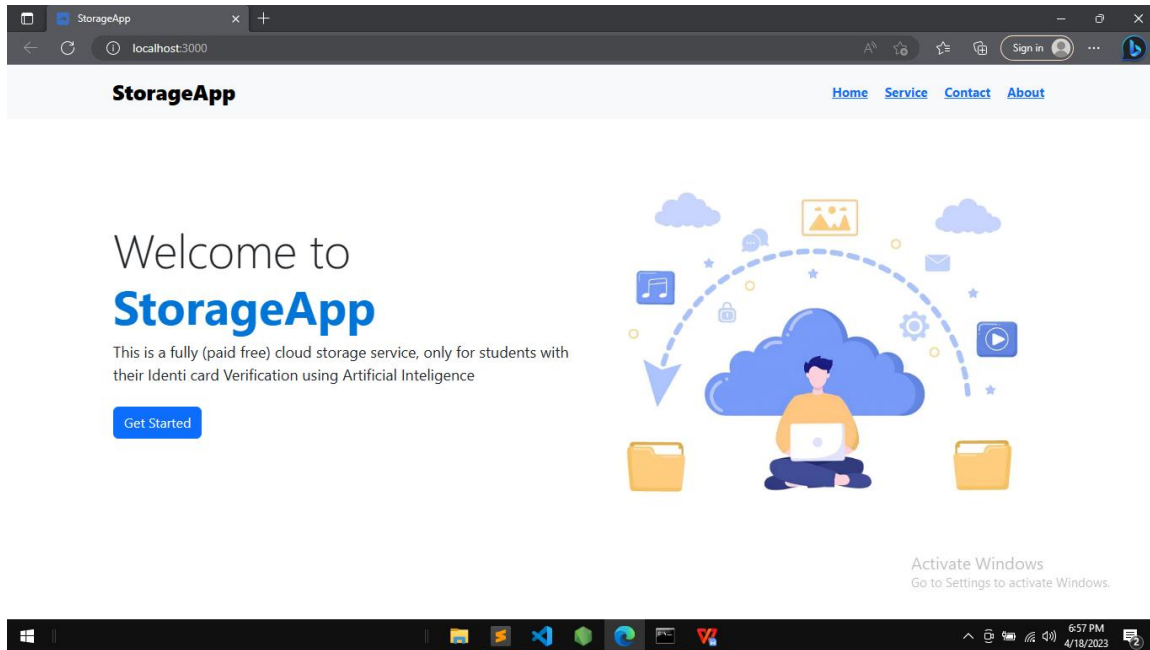 StorageApp
localhost:3000
Sign in
StorageApp
Home Service Contact About
Welcome to
StorageApp
This is a fully (paid free) cloud storage service, only for students with
their Identi card Verification using Artificial Inteligence
Get Started
Activate Windows
Go to Settings to activate Windows.
6:57 PM
4/18/2023
2